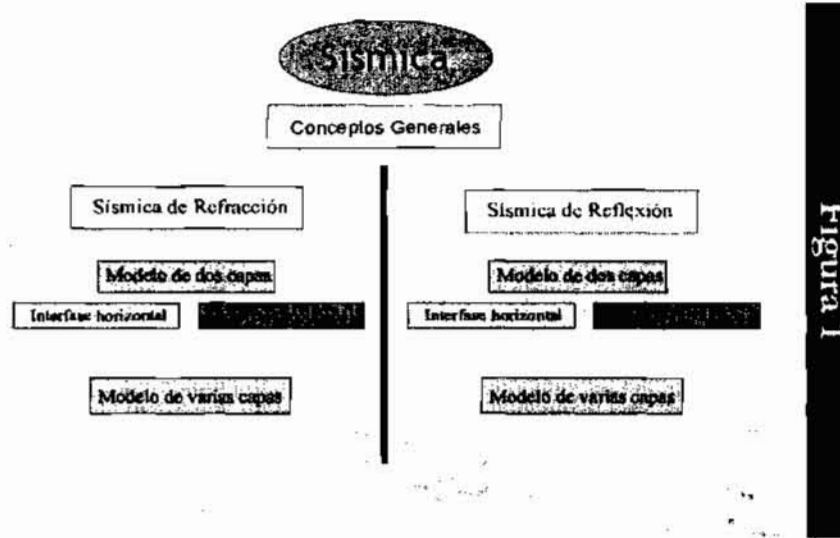 Sísmica
Conceptos Generales
Sísmica de Refracción
Modelo de dos capas
Interfase horizontal
Modelo de varias capas
Sísmica de Reflexión
Modelo de dos capas
Interfase horizontal
Modelo de varias capas
Figura 1